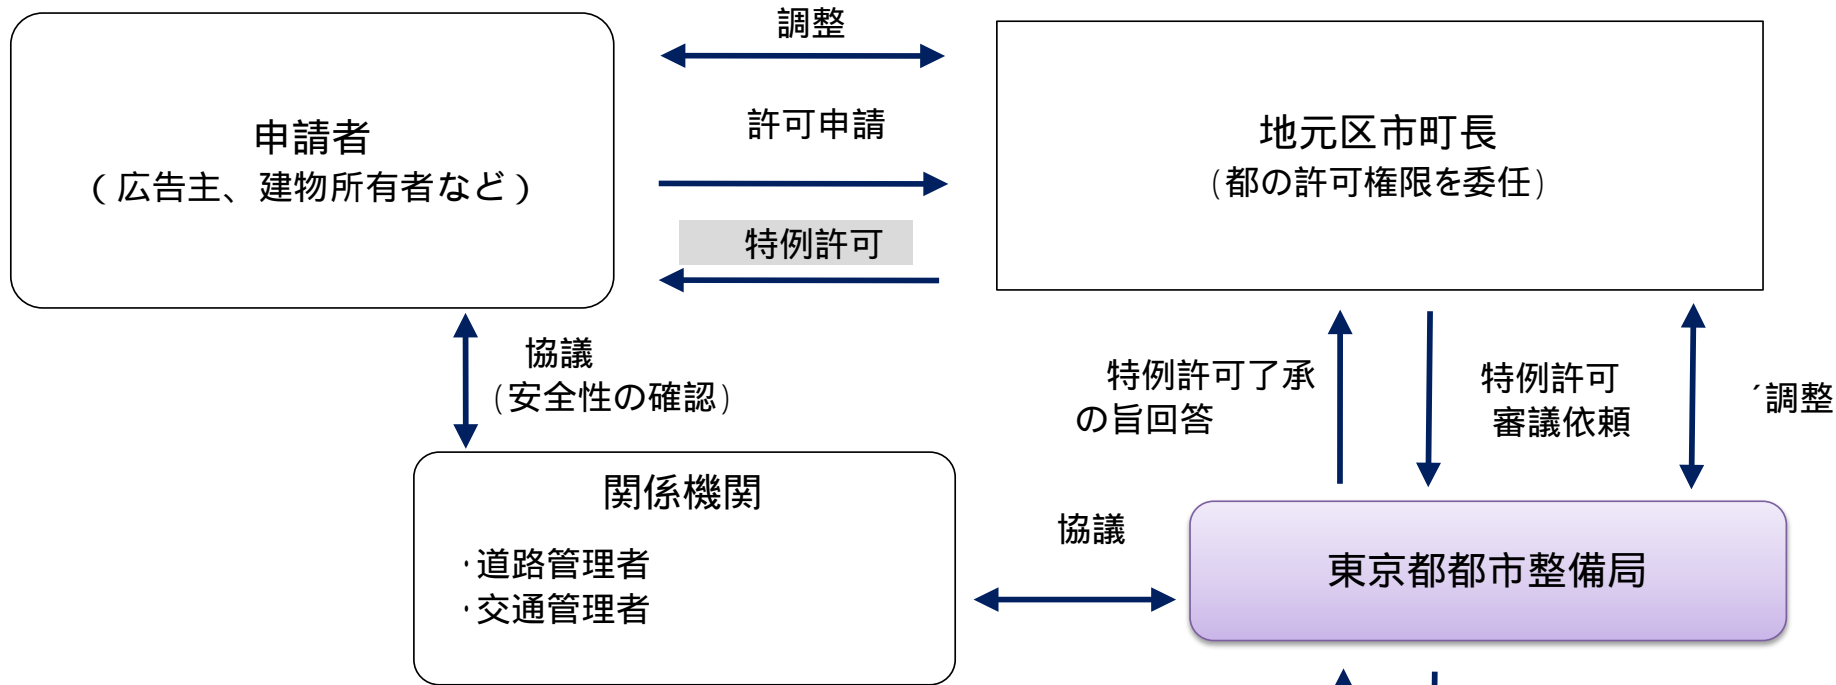 調整
申請者
（広告主、建物所有者など）
許可申請
特例許可
地元区市町長
(都の許可権限を委任)
協議
(安全性の確認)
特例許可了承
の旨回答
特例許可
審議依頼
´調整
関係機関
・道路管理者
・交通管理者
協議
東京都都市整備局